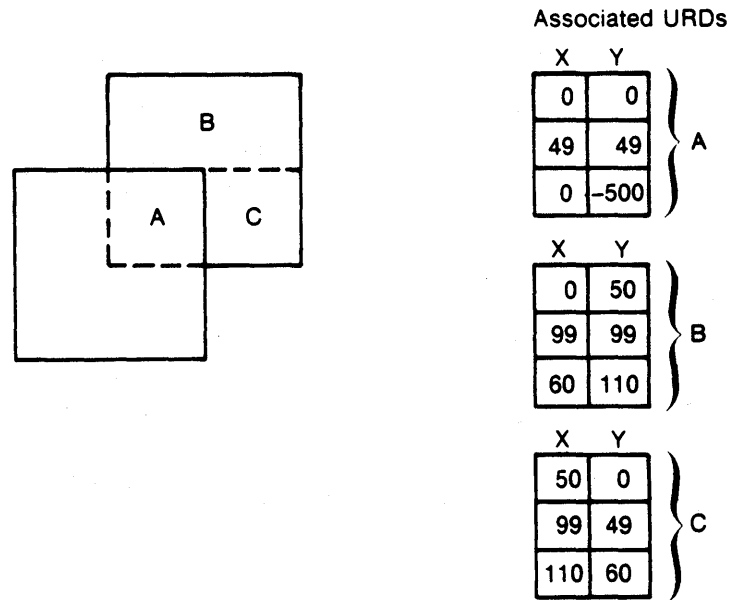 Associated URDs
X Y
0 0
49 49
0 -500
A
X Y
0 50
99 99
60 110
B
X Y
50 0
99 49
110 60
C
B
A C